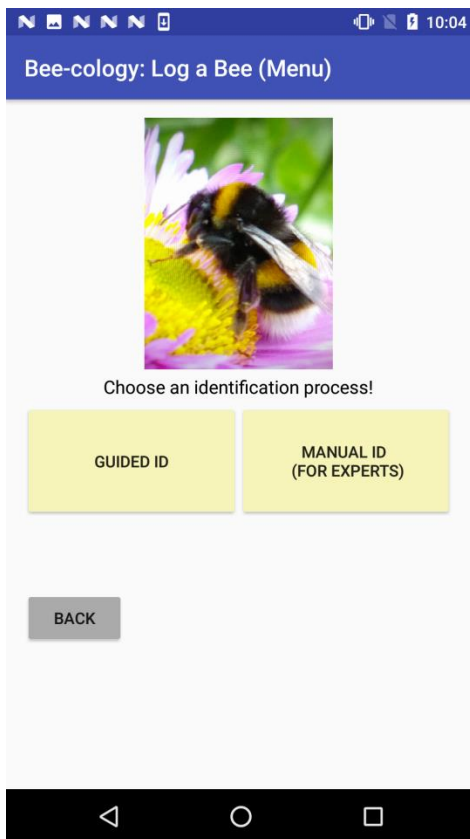 10:04
Bee-cology: Log a Bee (Menu)
Choose an identification process!
GUIDED ID
MANUAL ID
(FOR EXPERTS)
BACK